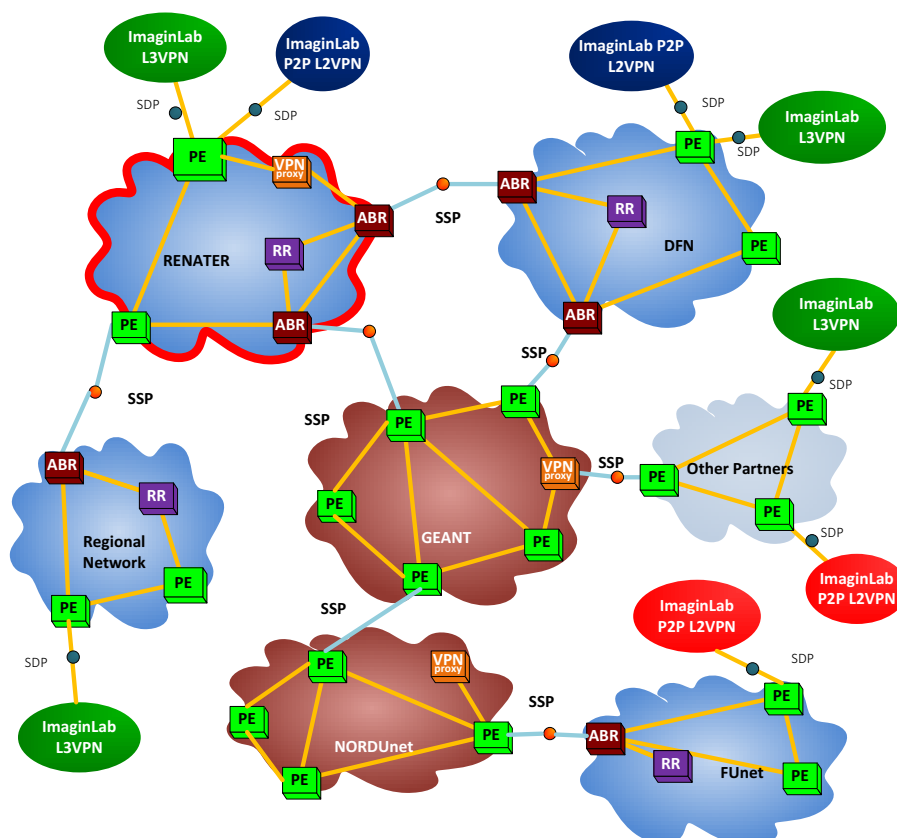 ImaginLab
L3VPN
ImaginLab
P2P L2VPN
ImaginLab P2P
L2VPN
SDP
SDP
SDP
ImaginLab
L3VPN
SDP
PE
VPN
proxy
ABR
SSP
ABR
PE
RR
RENATER
RR
DFN
PE
PE
ABR
ABR
ImaginLab
L3VPN
SSP
SSP
SDP
SSP
PE
PE
PE
ABR
VPN
proxy
SSP
PE
Other Partners
RR
PE
PE
Regional
Network
GEANT
PE
SDP
PE
PE
PE
ImaginLab
P2P L2VPN
ImaginLab
P2P L2VPN
SSP
SDP
SDP
PE
VPN
proxy
PE
ImaginLab
L3VPN
PE
NORDUnet
PE
SSP
ABR
RR
FUnet
PE
PE